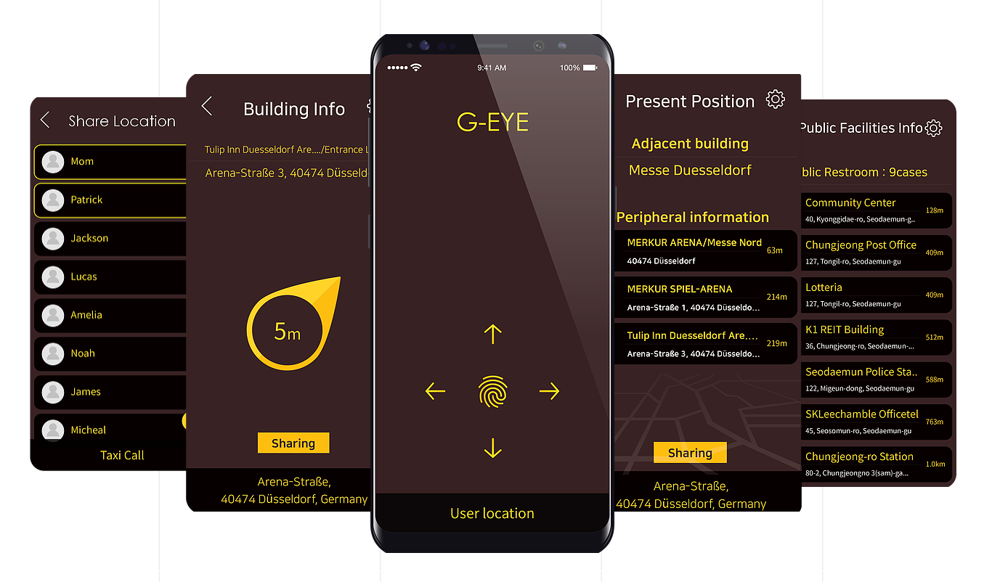 Share Location
Mom
Patrick
Jackson
Lucas
Amelia
Noah
James
Micheal
Taxi Call
Building Info
Tulip Inn Duesseldorf Are..../Entrance
Arena-Straße 3, 40474 Düsseld
5m
Sharing
Arena-Straße,
40474 Düsseldorf, Germany
9:41 AM
100%
G-EYE
User location
Present Position
Adjacent building
Messe Duesseldorf
Peripheral information
MERKUR ARENA/Messe Nord
63m
40474 Düsseldorf
MERKUR SPIEL-ARENA
214m
Arena-Straße 1, 40474 Düsseldo...
Tulip Inn Duesseldorf Are....
219m
Arena-Straße 3, 40474 Düsseldo...
Sharing
Arena-Straße,
40474 Düsseldorf, Germany
Public Facilities Info
blic Restroom : 9cases
Community Center
128m
40, Kyonggidae-ro, Seodaemun-g..
Chungjeong Post Office
409m
127, Tongil-ro, Seodaemun-gu
Lotteria
409m
127, Tongil-ro, Seodaemun-gu
K1 REIT Building
512m
36, Chungjeong-ro, Seodaemun-...
Seodaemun Police Sta..
588m
122, Migeun-dong, Seodaemun-gu
SKLeechamble Officetel
763m
45, Seosomun-ro, Seodaemun-gu
Chungjeong-ro Station
1.0km
80-2, Chungjeongno 3(sam)-ga...